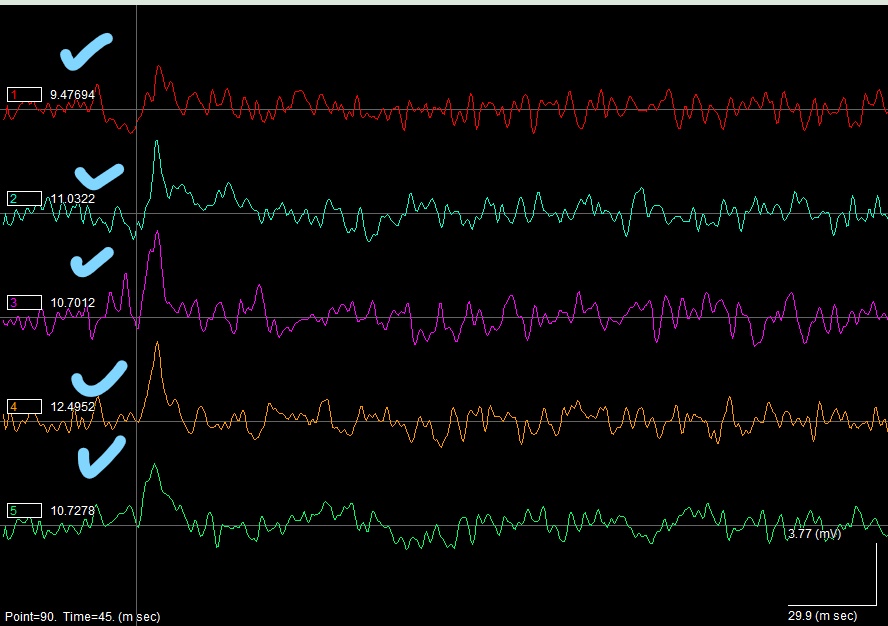 1 9.47694
2 11.0322
3 10.7012
4 12.4952
5 10.7278
3.77 (mV)
29.9 (m sec)
Point=90. Time=45. (m sec)